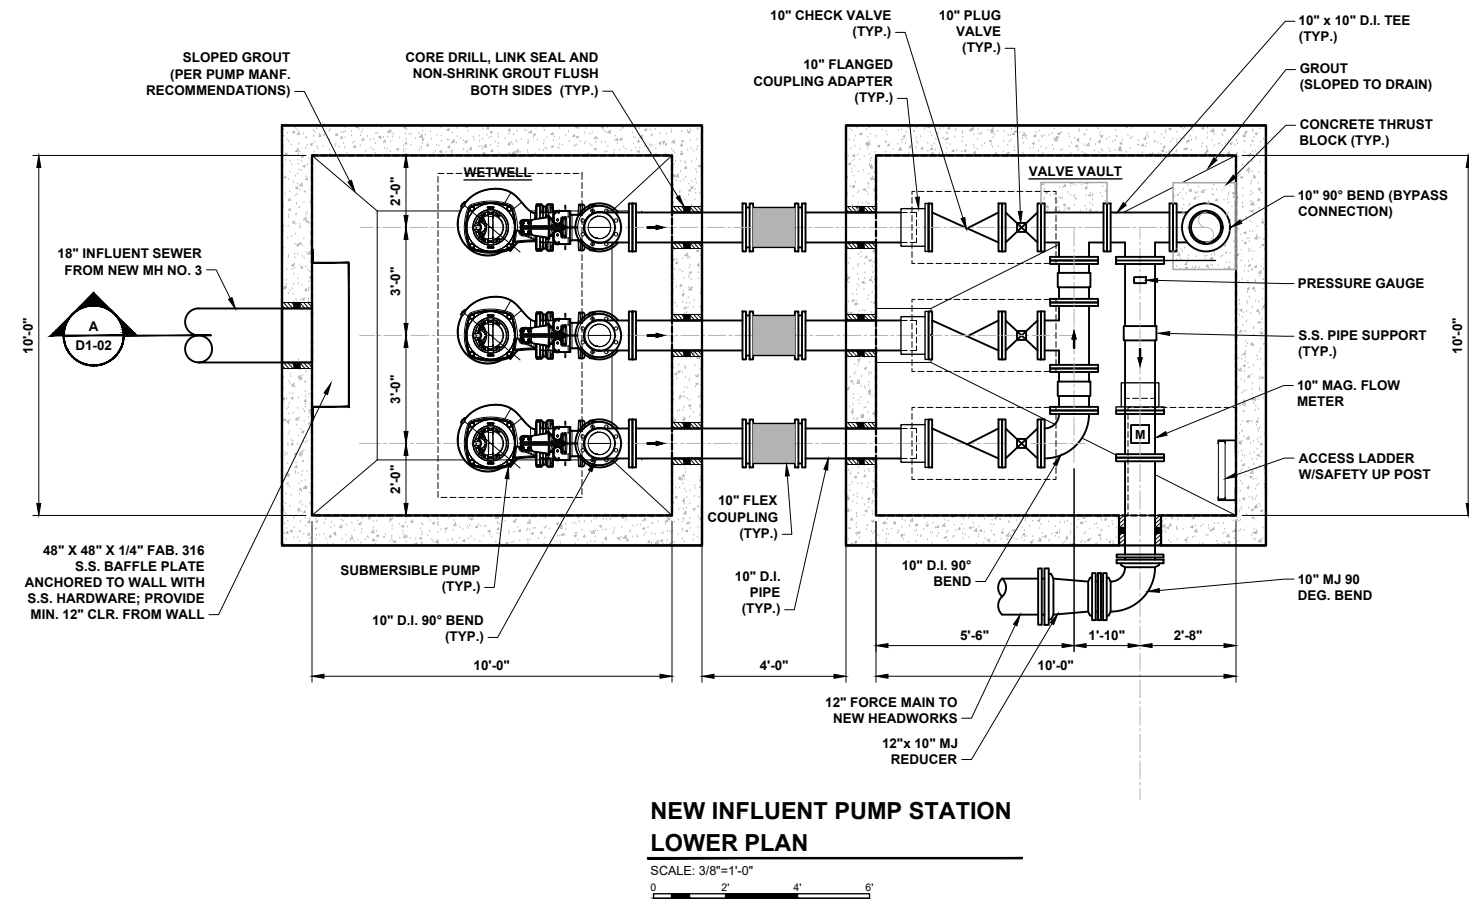 10" CHECK VALVE
(TYP.)
10" PLUG
VALVE
(TYP.)
10" x 10" D.I. TEE
(TYP.)
SLOPED GROUT
(PER PUMP MANF.
RECOMMENDATIONS)
CORE DRILL, LINK SEAL AND
NON-SHRINK GROUT FLUSH
BOTH SIDES (TYP.)
10" FLANGED
COUPLING ADAPTER
(TYP.)
GROUT
(SLOPED TO DRAIN)
CONCRETE THRUST
BLOCK (TYP.)
WETWELL
VALVE VAULT
10" 90° BEND (BYPASS
CONNECTION)
2'-0"
3'-0"
3'-0"
2'-0"
10'-0"
10'-0"
18" INFLUENT SEWER
FROM NEW MH NO. 3
A
D1-02
PRESSURE GAUGE
S.S. PIPE SUPPORT
(TYP.)
10" MAG. FLOW
METER
M
ACCESS LADDER
W/SAFETY UP POST
48" X 48" X 1/4" FAB. 316
S.S. BAFFLE PLATE
ANCHORED TO WALL WITH
S.S. HARDWARE; PROVIDE
MIN. 12" CLR. FROM WALL
SUBMERSIBLE PUMP
(TYP.)
10" D.I. 90° BEND
(TYP.)
10" FLEX
COUPLING
(TYP.)
10" D.I.
PIPE
(TYP.)
10" D.I. 90°
BEND
10" MJ 90
DEG. BEND
5'-6"
1'-10"
2'-8"
10'-0"
4'-0"
10'-0"
12" FORCE MAIN TO
NEW HEADWORKS
12"x 10" MJ
REDUCER
NEW INFLUENT PUMP STATION
LOWER PLAN
SCALE: 3/8"=1'-0"
0 2' 4' 6'